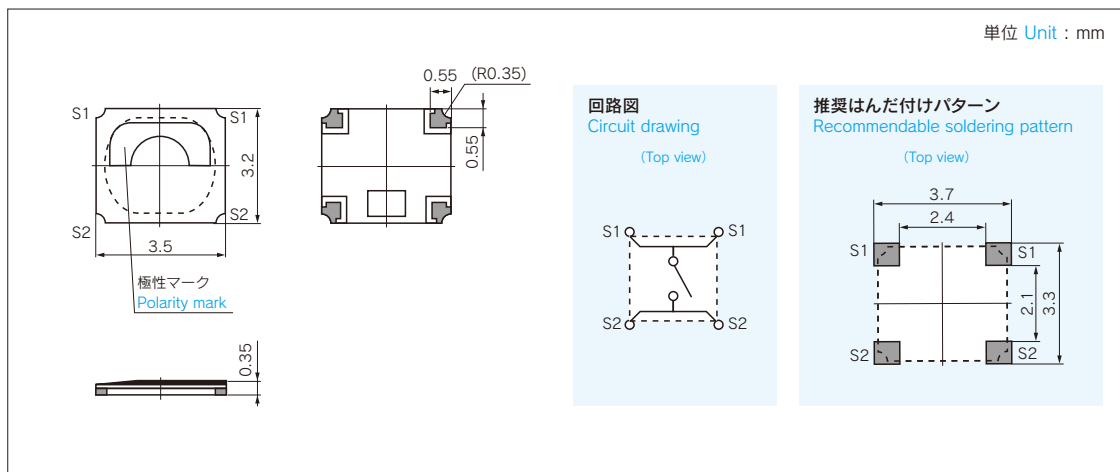 単位 Unit : mm
S1
S1
3.2
S2
S2
3.5
極性マーク
Polarity mark
0.55
(R0.35)
0.55
0.35
回路図
Circuit drawing
(Top view)
S1
S1
S2
S2
推奨はんだ付けパターン
Recommendable soldering pattern
(Top view)
3.7
2.4
S1
S1
2.1
3.3
S2
S2